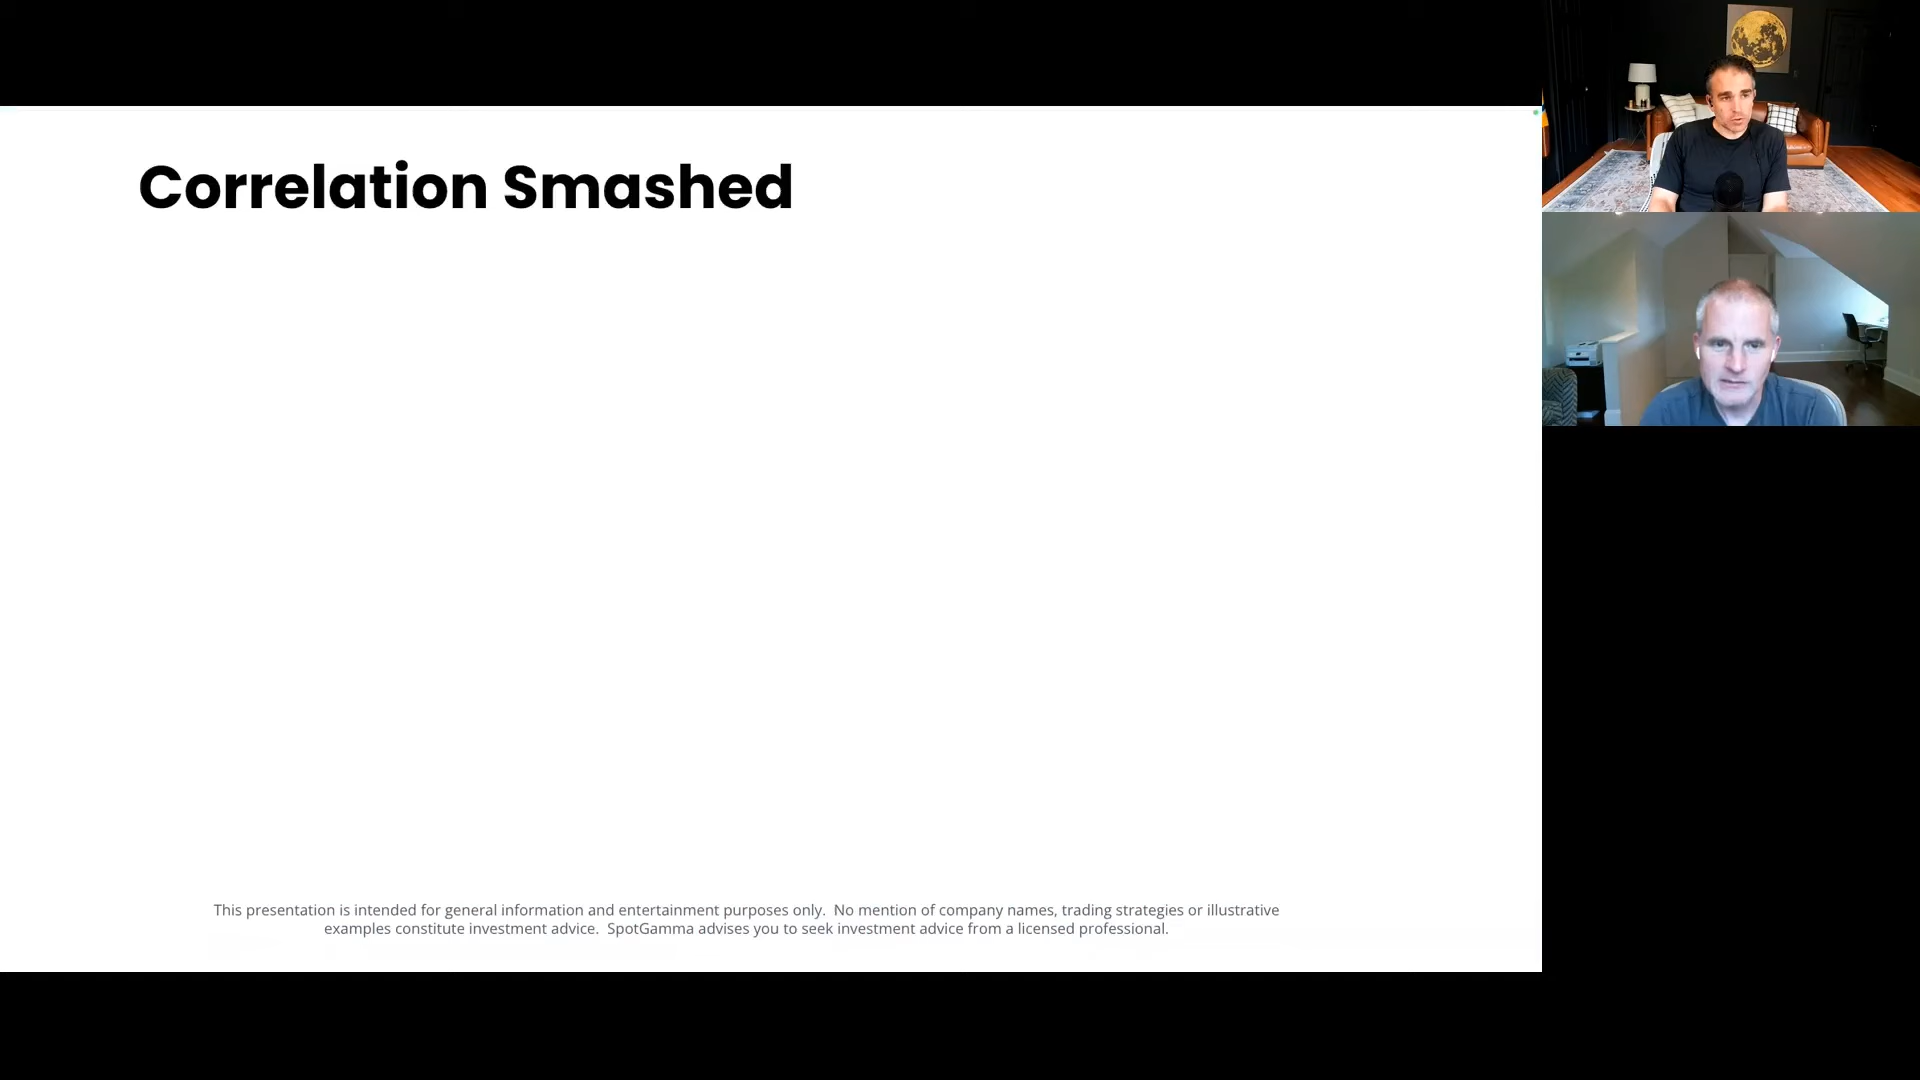 Correlation Smashed
This presentation is intended for general information and entertainment purposes only.  No mention of company names, trading strategies or illustrative
examples constitute investment advice.  SpotGamma advises you to seek investment advice from a licensed professional.